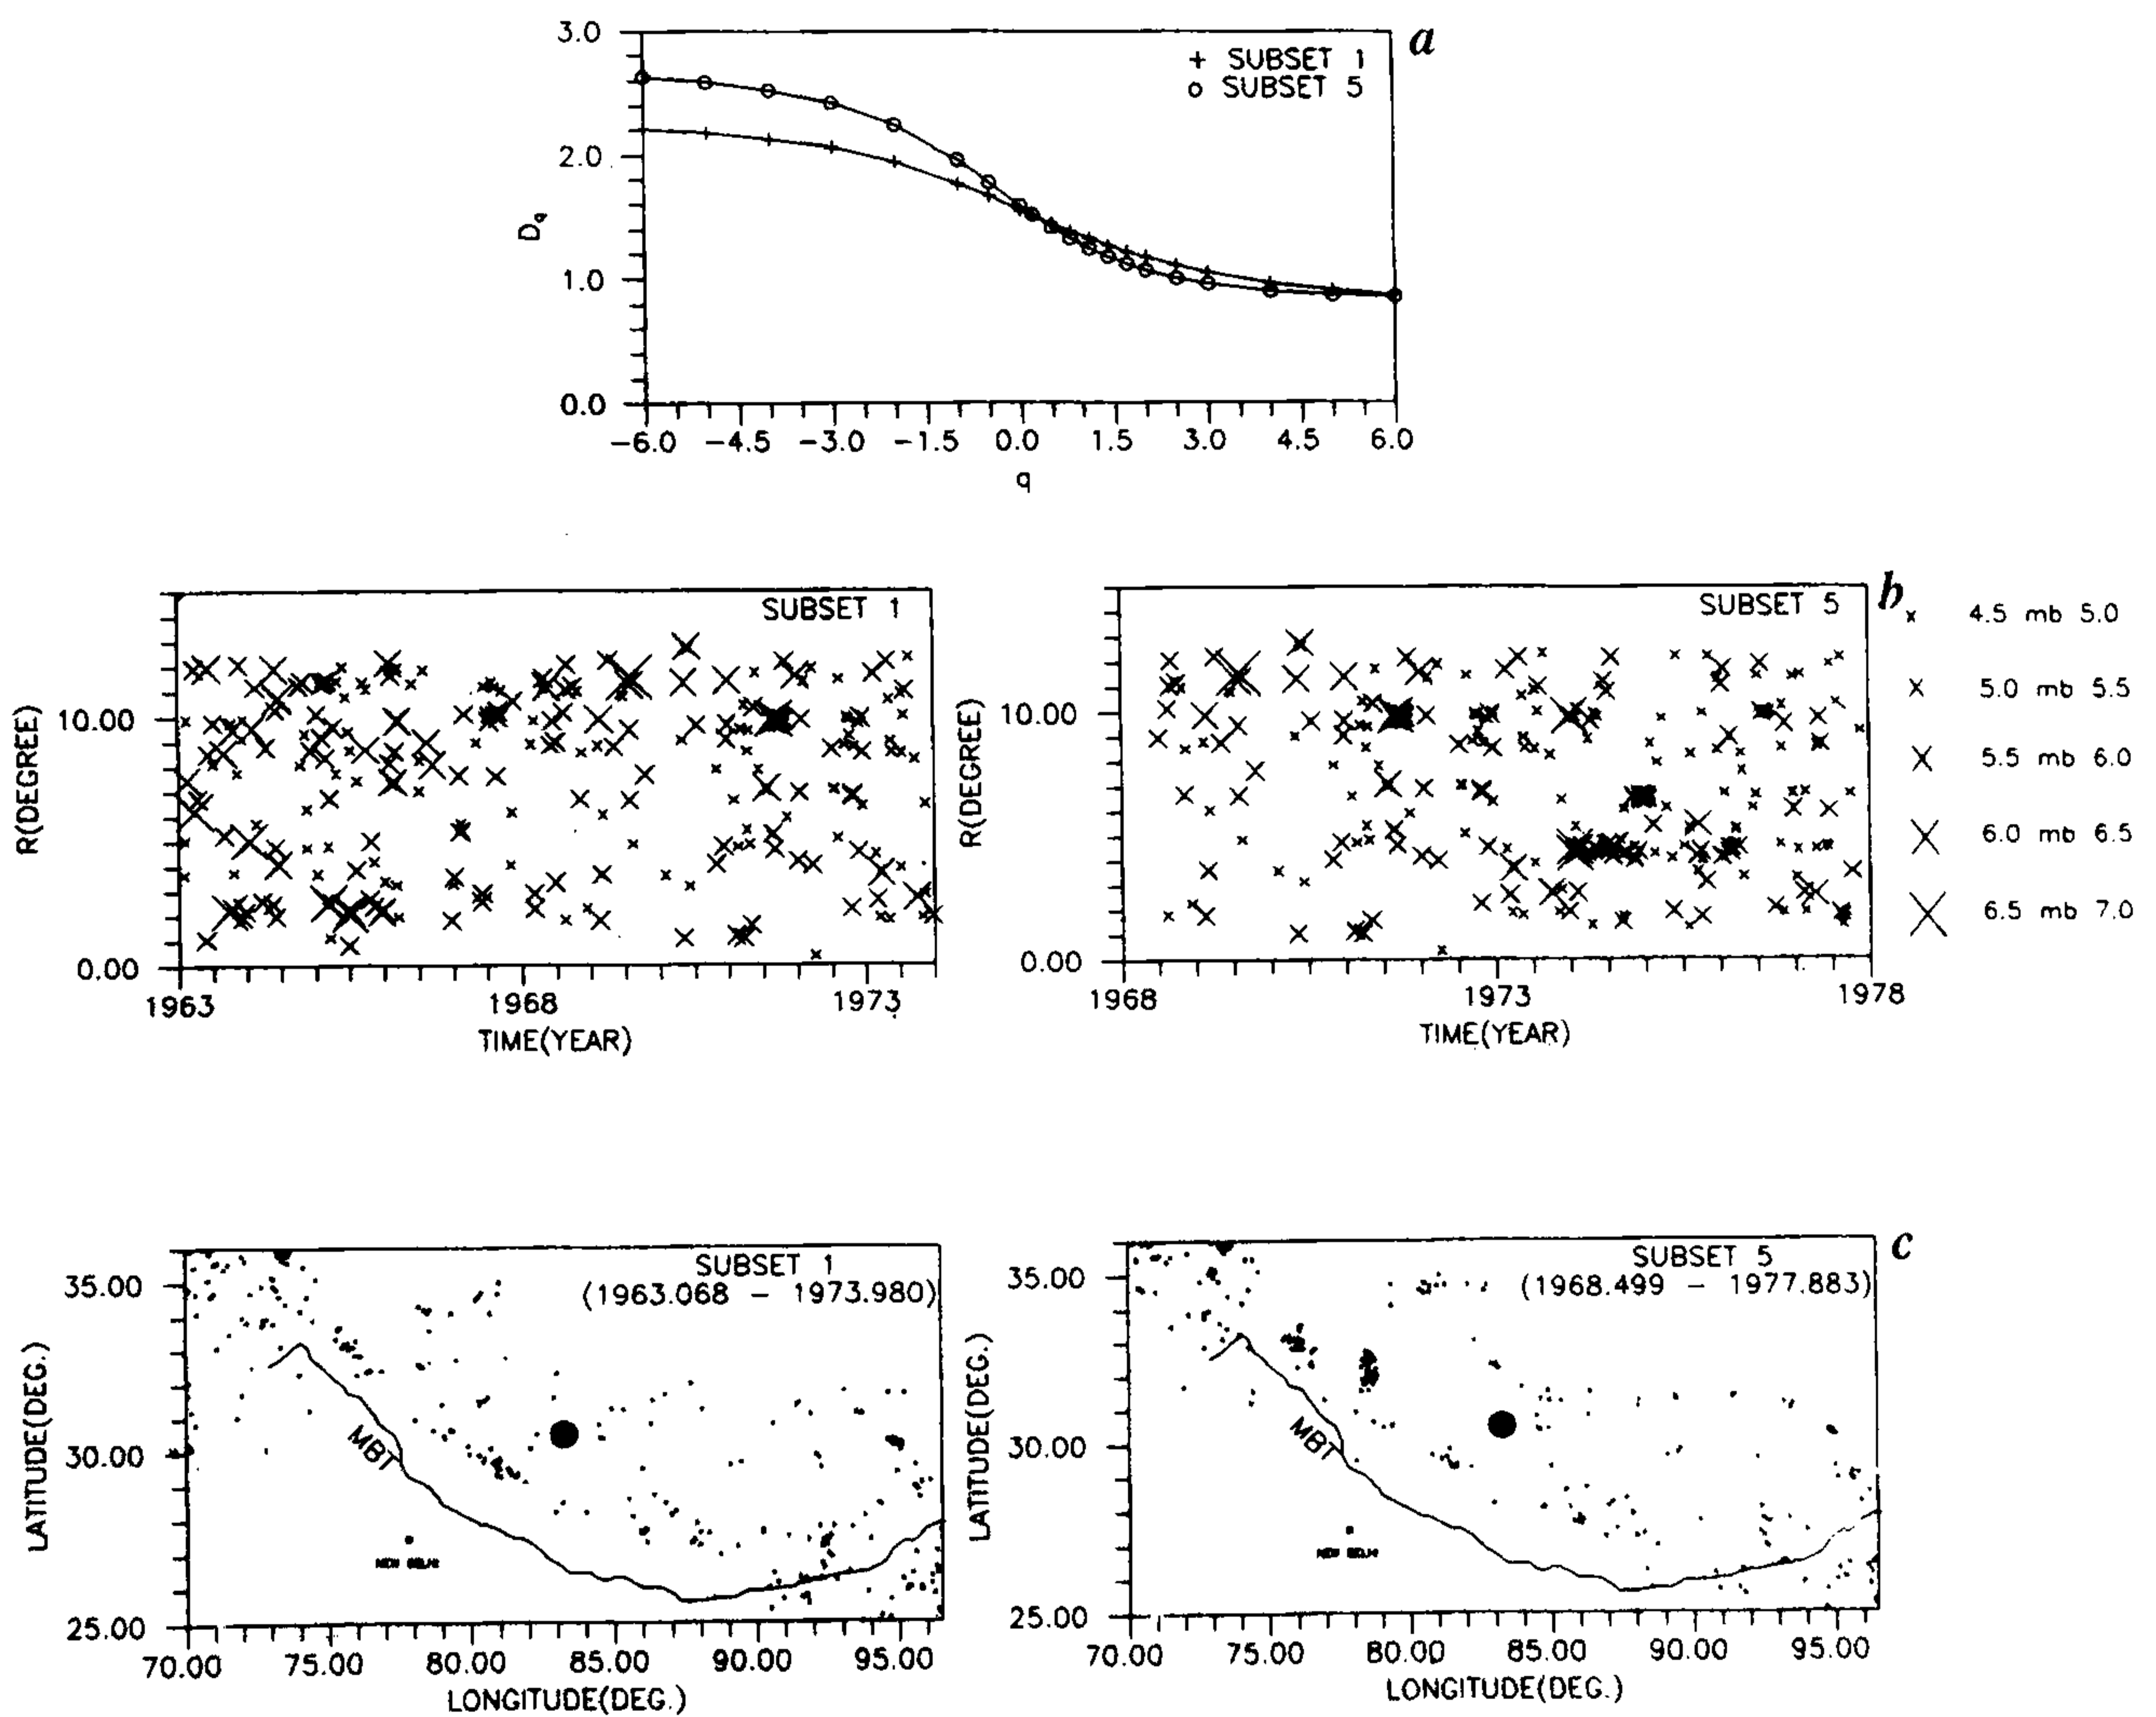 a
3.0
+ SUBSET 1
o SUBSET 5
2.0
Dq
1.0
0.0
-6.0 -4.5 -3.0 -1.5 0.0 1.5 3.0 4.5 6.0
q
b
SUBSET 1
R(DEGREE)
10.00
0.00
1963 1968 1973
TIME(YEAR)
SUBSET 5
R(DEGREE)
10.00
0.00
1968 1973 1978
TIME(YEAR)
x 4.5 mb 5.0
x 5.0 mb 5.5
x 5.5 mb 6.0
x 6.0 mb 6.5
x 6.5 mb 7.0
c
SUBSET 1
(1963.068 - 1973.980)
LATITUDE(DEG.)
35.00
30.00
25.00
MBT
NEW DELHI
70.00 75.00 80.00 85.00 90.00 95.00
LONGITUDE(DEG.)
SUBSET 5
(1968.499 - 1977.883)
LATITUDE(DEG.)
35.00
30.00
25.00
MBT
NEW DELHI
70.00 75.00 80.00 85.00 90.00 95.00
LONGITUDE(DEG.)